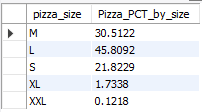 pizza_size Pizza_PCT_by_size
M 30.5122
L 45.8092
S 21.8229
XL 1.7338
XXL 0.1218